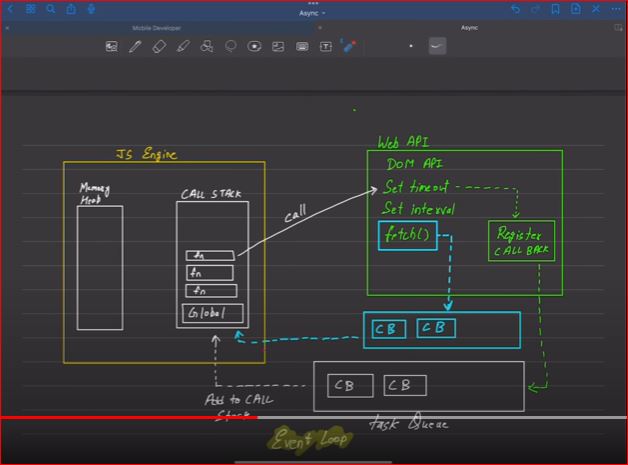 Async
Mobile Developer
Async
Web API
JS Engine
DOM API
Memory
Heap
CALL STACK
Set timeout
call
Set interval
fetch()
Register
CALL BACK
fn
fn
fn
Global
CB
CB
CB
CB
Add to CALL
Stack
task Queue
Event Loop